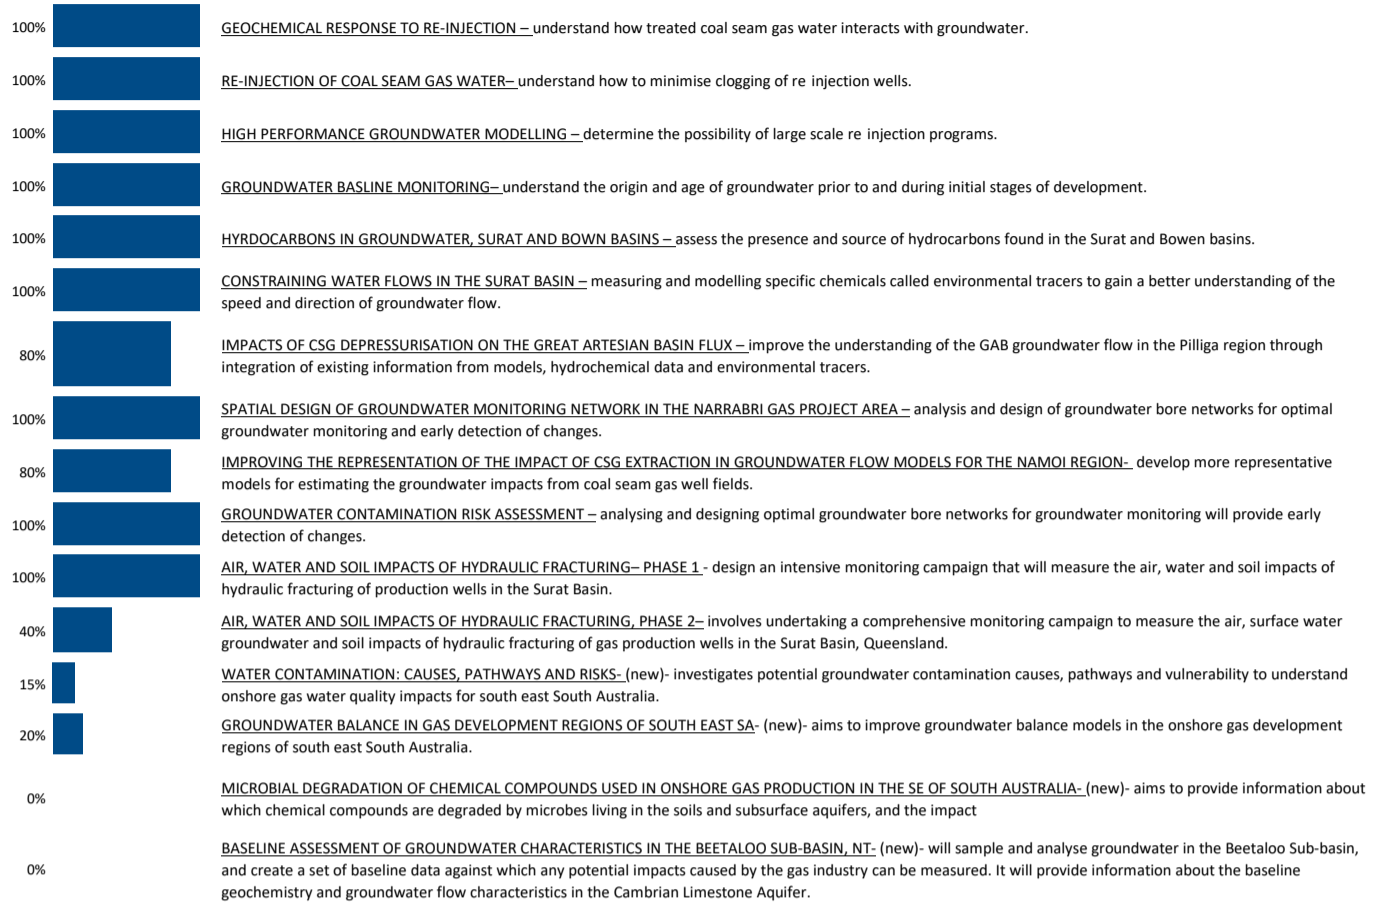 100% GEOCHEMICAL RESPONSE TO RE-INJECTION – understand how treated coal seam gas water interacts with groundwater.
100% RE-INJECTION OF COAL SEAM GAS WATER– understand how to minimise clogging of re injection wells.
100% HIGH PERFORMANCE GROUNDWATER MODELLING – determine the possibility of large scale re injection programs.
100% GROUNDWATER BASLINE MONITORING– understand the origin and age of groundwater prior to and during initial stages of development.
100% HYRDOCARBONS IN GROUNDWATER, SURAT AND BOWN BASINS – assess the presence and source of hydrocarbons found in the Surat and Bowen basins.
100% CONSTRAINING WATER FLOWS IN THE SURAT BASIN – measuring and modelling specific chemicals called environmental tracers to gain a better understanding of the
speed and direction of groundwater flow.
80% IMPACTS OF CSG DEPRESSURISATION ON THE GREAT ARTESIAN BASIN FLUX – improve the understanding of the GAB groundwater flow in the Pilliga region through
integration of existing information from models, hydrochemical data and environmental tracers.
100% SPATIAL DESIGN OF GROUNDWATER MONITORING NETWORK IN THE NARRABRI GAS PROJECT AREA – analysis and design of groundwater bore networks for optimal
groundwater monitoring and early detection of changes.
80% IMPROVING THE REPRESENTATION OF THE IMPACT OF CSG EXTRACTION IN GROUNDWATER FLOW MODELS FOR THE NAMOI REGION- develop more representative
models for estimating the groundwater impacts from coal seam gas well fields.
100% GROUNDWATER CONTAMINATION RISK ASSESSMENT – analysing and designing optimal groundwater bore networks for groundwater monitoring will provide early
detection of changes.
100% AIR, WATER AND SOIL IMPACTS OF HYDRAULIC FRACTURING– PHASE 1 - design an intensive monitoring campaign that will measure the air, water and soil impacts of
hydraulic fracturing of production wells in the Surat Basin.
40% AIR, WATER AND SOIL IMPACTS OF HYDRAULIC FRACTURING, PHASE 2– involves undertaking a comprehensive monitoring campaign to measure the air, surface water
groundwater and soil impacts of hydraulic fracturing of gas production wells in the Surat Basin, Queensland.
15% WATER CONTAMINATION: CAUSES, PATHWAYS AND RISKS- (new)- investigates potential groundwater contamination causes, pathways and vulnerability to understand
onshore gas water quality impacts for south east South Australia.
20% GROUNDWATER BALANCE IN GAS DEVELOPMENT REGIONS OF SOUTH EAST SA- (new)- aims to improve groundwater balance models in the onshore gas development
regions of south east South Australia.
0% MICROBIAL DEGRADATION OF CHEMICAL COMPOUNDS USED IN ONSHORE GAS PRODUCTION IN THE SE OF SOUTH AUSTRALIA- (new)- aims to provide information about
which chemical compounds are degraded by microbes living in the soils and subsurface aquifers, and the impact
0% BASELINE ASSESSMENT OF GROUNDWATER CHARACTERISTICS IN THE BEETALOO SUB-BASIN, NT- (new)- will sample and analyse groundwater in the Beetaloo Sub-basin,
and create a set of baseline data against which any potential impacts caused by the gas industry can be measured. It will provide information about the baseline
geochemistry and groundwater flow characteristics in the Cambrian Limestone Aquifer.